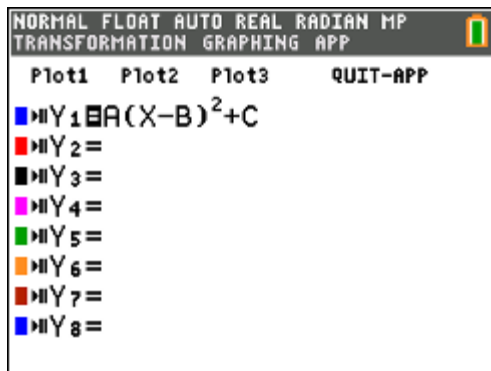 NORMAL FLOAT AUTO REAL RADIAN MP
TRANSFORMATION GRAPHING APP
Plot1 Plot2 Plot3 QUIT-APP
Y₁=A(X-B)²+C
Y₂=
Y₃=
Y₄=
Y₅=
Y₆=
Y₇=
Y₈=